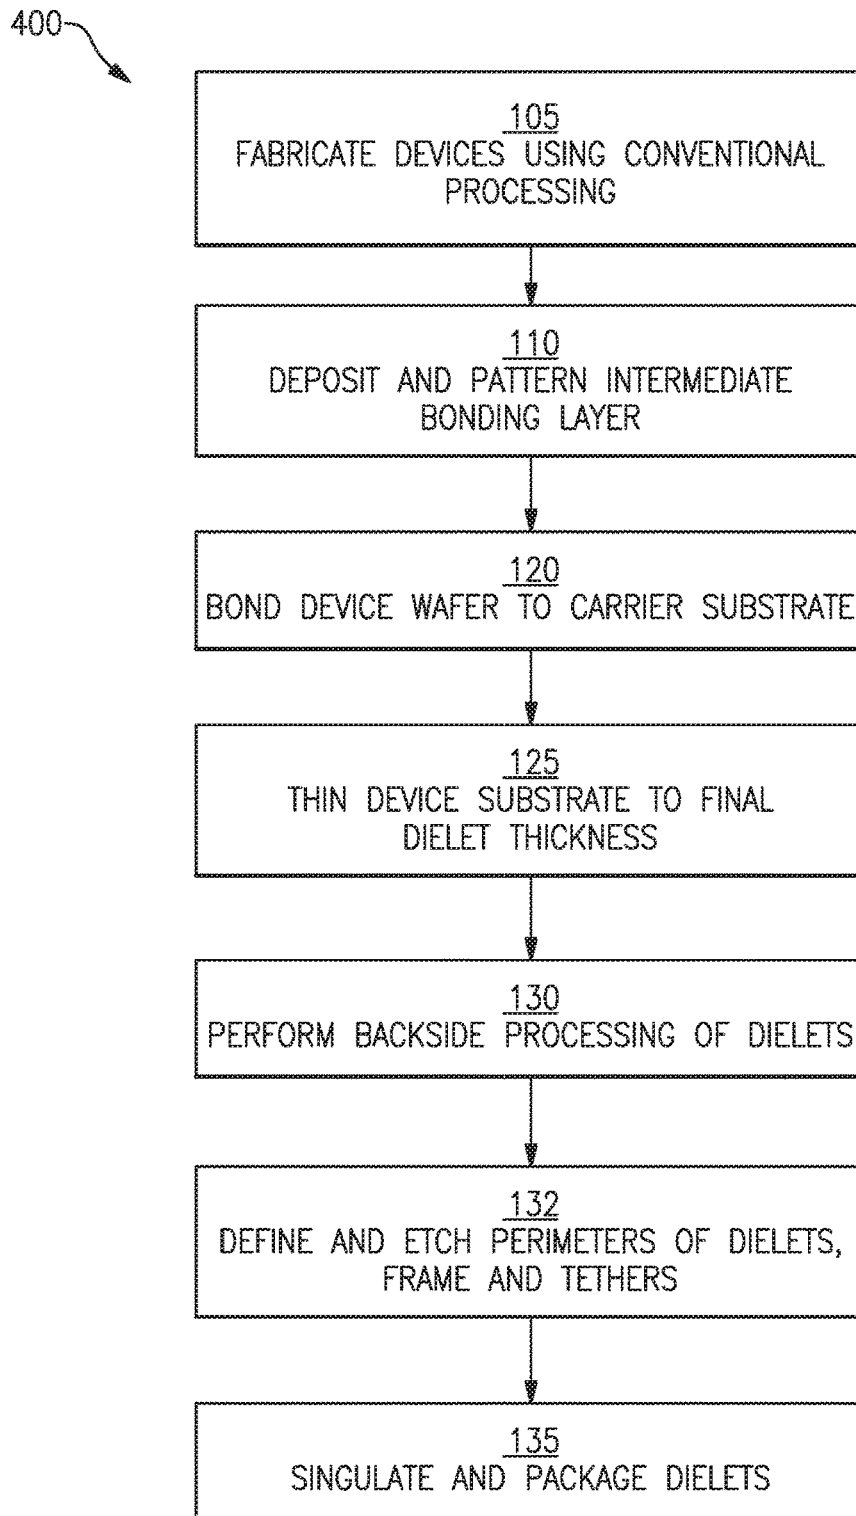 400
105
FABRICATE DEVICES USING CONVENTIONAL
PROCESSING
110
DEPOSIT AND PATTERN INTERMEDIATE
BONDING LAYER
120
BOND DEVICE WAFER TO CARRIER SUBSTRATE
125
THIN DEVICE SUBSTRATE TO FINAL
DIELET THICKNESS
130
PERFORM BACKSIDE PROCESSING OF DIELETS
132
DEFINE AND ETCH PERIMETERS OF DIELETS,
FRAME AND TETHERS
135
SINGULATE AND PACKAGE DIELETS